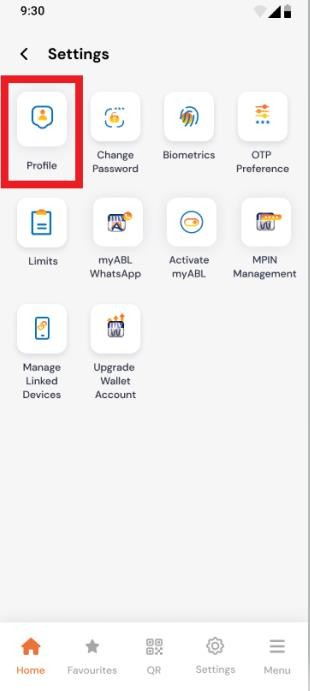 9:30
Settings
Profile
Change
Password
Biometrics
OTP
Preference
Limits
myABL
WhatsApp
Activate
myABL
MPIN
Management
Manage
Linked
Devices
Upgrade
Wallet
Account
Home
Favourites
QR
Settings
Menu